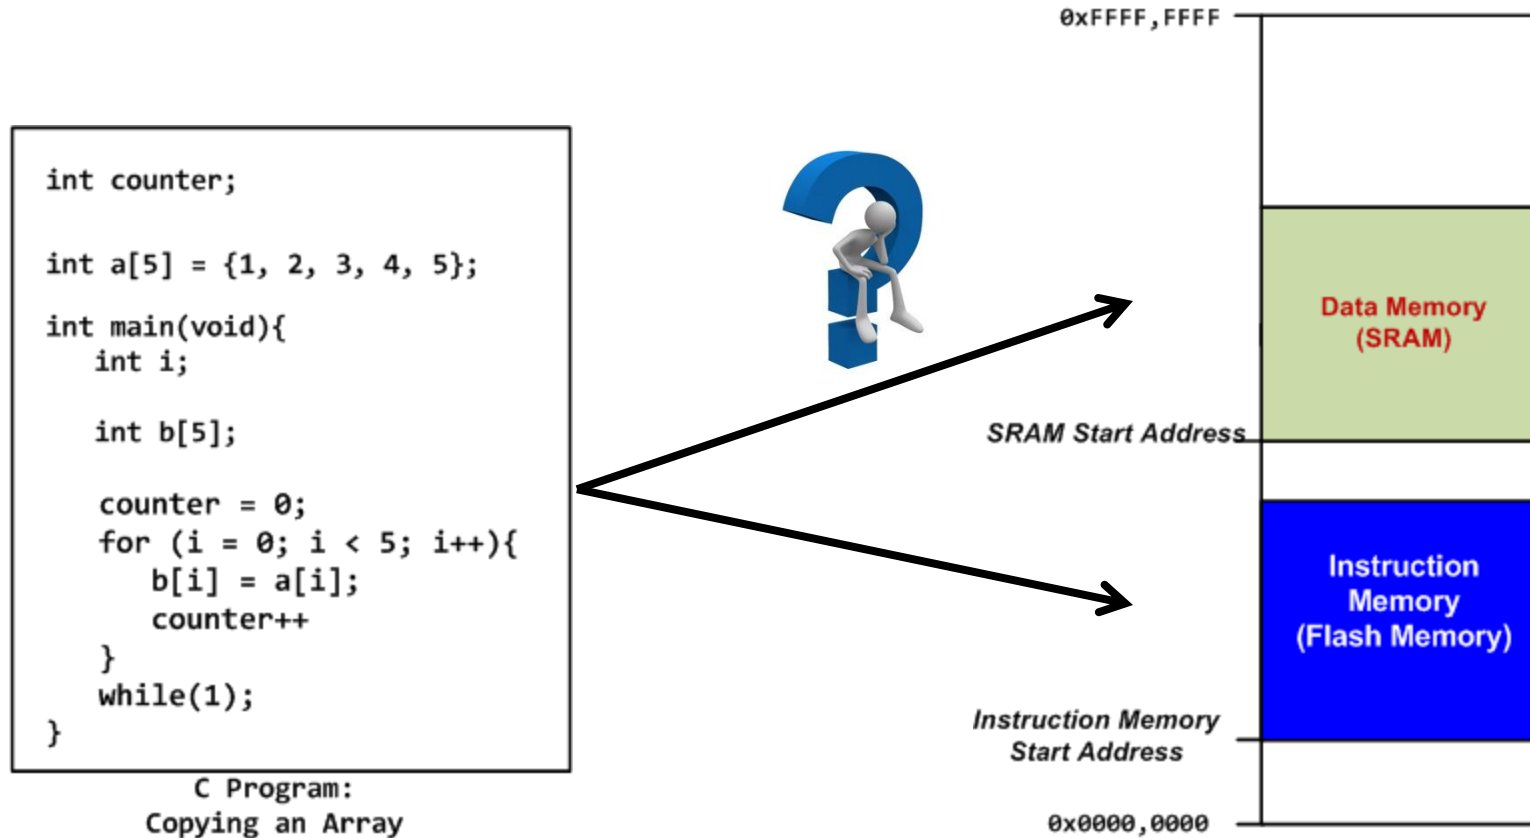 int counter;
int a[5] = {1, 2, 3, 4, 5};
int main(void){
int i;
int b[5];
counter = 0;
for (i = 0; i < 5; i++){
b[i] = a[i];
counter++
}
while(1);
}
C Program:
Copying an Array
0xFFFF,FFFF
Data Memory
(SRAM)
SRAM Start Address
Instruction
Memory
(Flash Memory)
Instruction Memory
Start Address
0x0000,0000